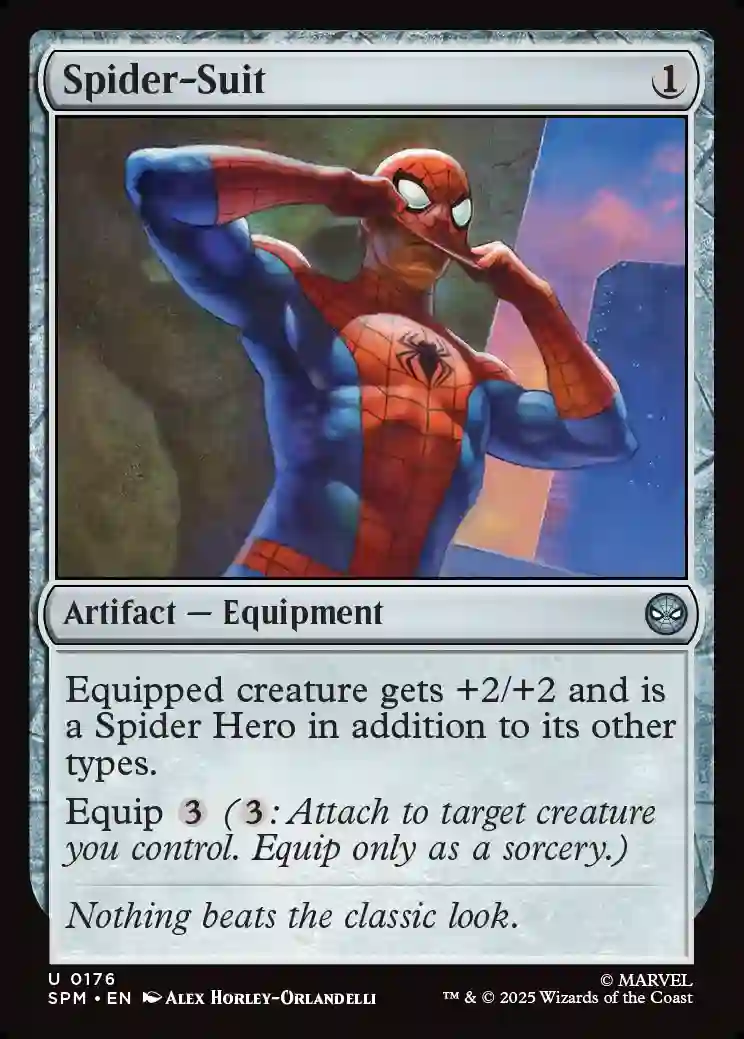 Spider-Suit 1
Artifact — Equipment
Equipped creature gets +2/+2 and is
a Spider Hero in addition to its other
types.
Equip 3 (3: Attach to target creature
you control. Equip only as a sorcery.)
Nothing beats the classic look.
U 0176 © MARVEL
SPM • EN Alex Horley-Orlandelli ™ & © 2025 Wizards of the Coast